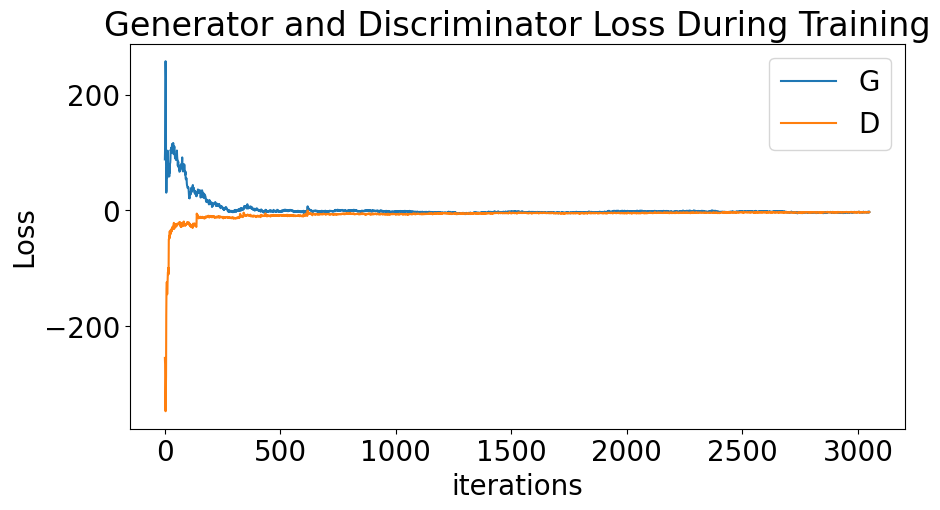 Generator and Discriminator Loss During Training
G
D
200
0
−200
Loss
0 500 1000 1500 2000 2500 3000
iterations